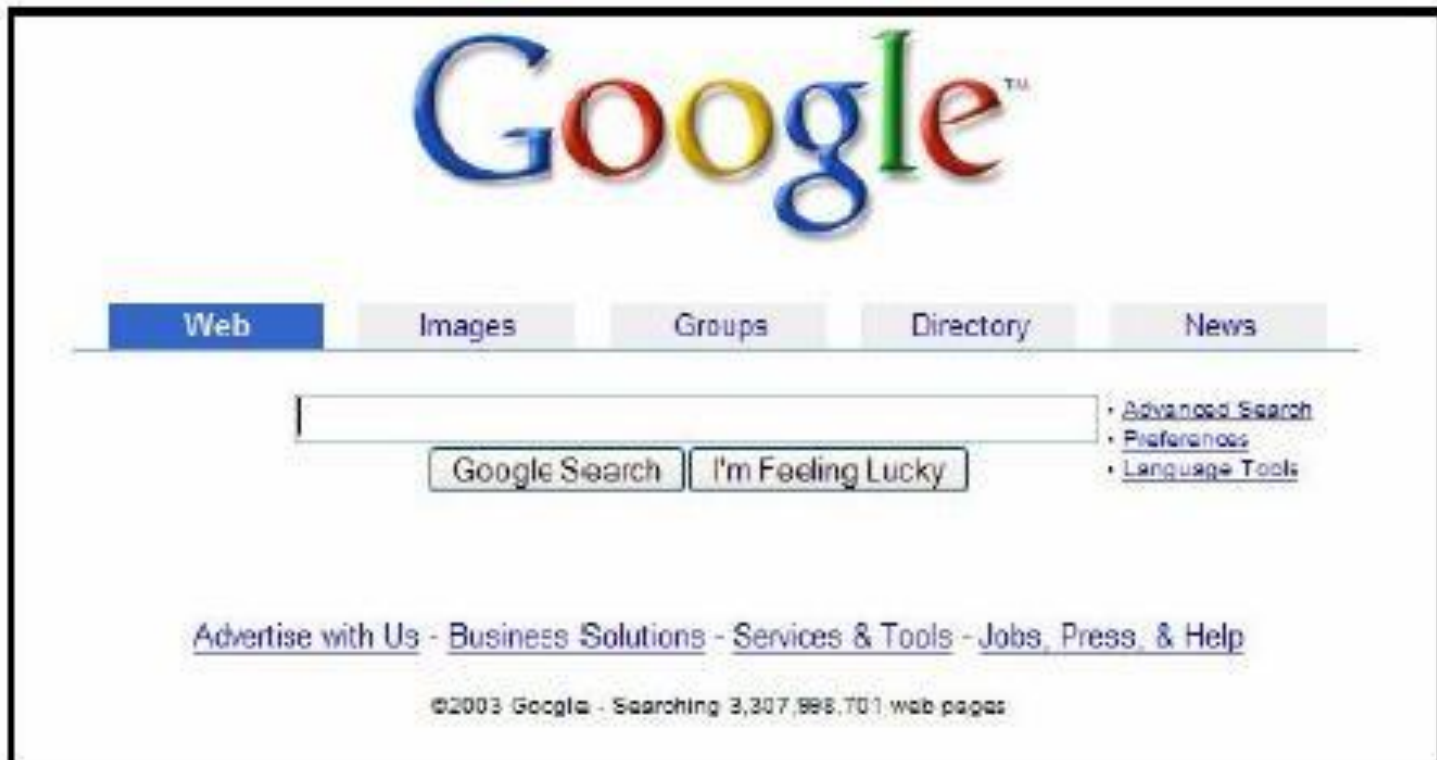 Google™
Web Images Groups Directory News
• Advanced Search
• Preferences
Google Search I'm Feeling Lucky • Language Tools
Advertise with Us - Business Solutions - Services & Tools - Jobs, Press, & Help
©2003 Google - Searching 3,307,998,701 web pages